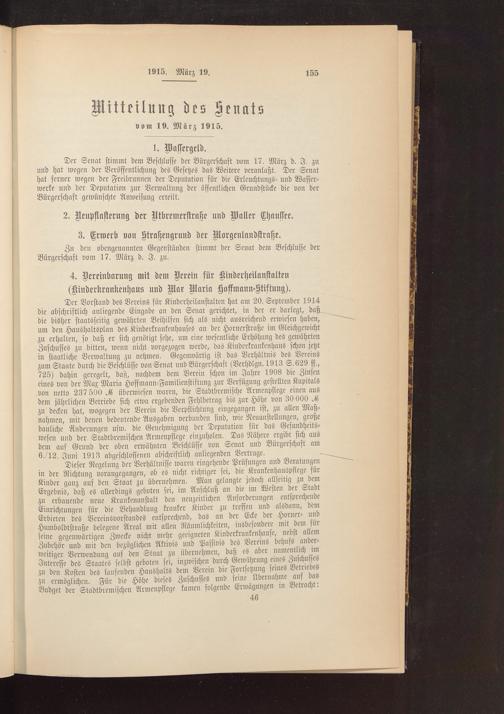 1915. März 19. 155
Mitteilung des Senats
vom 19. März 1915.
1. Wassergeld.
Der Senat stimmt dem Beschlusse der Bürgerschaft vom 17. März d. J. zu
und hat wegen der Veröffentlichung des Gesetzes das Weitere veranlaßt. Der Senat
hat ferner wegen der Freibrunnen der Deputation für die Erleuchtungs- und Wasser-
werke und der Deputation zur Verwaltung der öffentlichen Grundstücke die von der
Bürgerschaft gewünschte Anweisung erteilt.
2. Neupflasterung der Utbremerstraße und Waller Chaussee.
3. Erwerb von Straßengrund der Morgenlandstraße.
Zu den obengenannten Gegenständen stimmt der Senat dem Beschlusse der
Bürgerschaft vom 17. März d. J. zu.
4. Vereinbarung mit dem Verein für Kinderheilanstalten
(Kinderkrankenhaus und Max Maria Hoffmann-Stiftung).
Der Vorstand des Vereins für Kinderheilanstalten hat am 20. September 1914
die abschriftlich anliegende Eingabe an den Senat gerichtet, in der er darlegt, daß
die bisher staatsseitig gewährten Beihilfen sich als nicht ausreichend erwiesen haben,
um den Haushaltsplan des Kinderkrankenhauses an der Hornerstraße im Gleichgewicht
zu erhalten, so daß er sich genötigt sehe, um eine wesentliche Erhöhung des gewährten
Zuschusses zu bitten, wenn nicht vorgezogen werde, das Kinderkrankenhaus schon jetzt
in staatliche Verwaltung zu nehmen. Gegenwärtig ist das Verhältnis des Vereins
zum Staate durch die Beschlüsse von Senat und Bürgerschaft (Verhdlgn. 1913 S. 629 ff.,
725) dahin geregelt, daß, nachdem dem Verein schon im Jahre 1908 die Zinsen
eines von der Max Maria Hoffmann-Familienstiftung zur Verfügung gestellten Kapitals
von netto 237 500 ℳ überwiesen waren, die Stadtbremische Armenpflege einen aus
dem jährlichen Betriebe sich etwa ergebenden Fehlbetrag bis zur Höhe von 30 000 ℳ
zu decken hat, wogegen der Verein die Verpflichtung eingegangen ist, zu allen Maß-
nahmen, mit denen bedeutende Ausgaben verbunden sind, wie Neuanstellungen, große
bauliche Änderungen usw. die Genehmigung der Deputation für das Gesundheits-
wesen und der Stadtbremischen Armenpflege einzuholen. Das Nähere ergibt sich aus
dem auf Grund der oben erwähnten Beschlüsse von Senat und Bürgerschaft am
6./12. Juni 1913 abgeschlossenen abschriftlich anliegenden Vertrage.
Dieser Regelung der Verhältnisse waren eingehende Prüfungen und Beratungen
in der Richtung vorangegangen, ob es nicht richtiger sei, die Krankenhauspflege für
Kinder ganz auf den Staat zu übernehmen. Man gelangte jedoch allseitig zu dem
Ergebnis, daß es allerdings geboten sei, im Anschluß an die im Westen der Stadt
zu erbauende neue Krankenanstalt den neuzeitlichen Anforderungen entsprechende
Einrichtungen für die Behandlung kranker Kinder zu treffen und alsdann, dem
Erbieten des Vereinsvorstandes entsprechend, das an der Ecke der Horner- und
Humboldtstraße belegene Areal mit allen Räumlichkeiten, insbesondere mit dem für
seine gegenwärtigen Zwecke nicht mehr geeigneten Kinderkrankenhause, nebst allem
Zubehör und mit den bezüglichen Aktivis und Passivis des Vereins behufs ander-
weitiger Verwendung auf den Staat zu übernehmen, daß es aber namentlich im
Interesse des Staates selbst geboten sei, inzwischen durch Gewährung eines Zuschusses
zu den Kosten des laufenden Haushalts dem Verein die Fortsetzung seines Betriebes
zu ermöglichen. Für die Höhe dieses Zuschusses und seine Übernahme auf das
Budget der Stadtbremischen Armenpflege kamen folgende Erwägungen in Betracht:
46